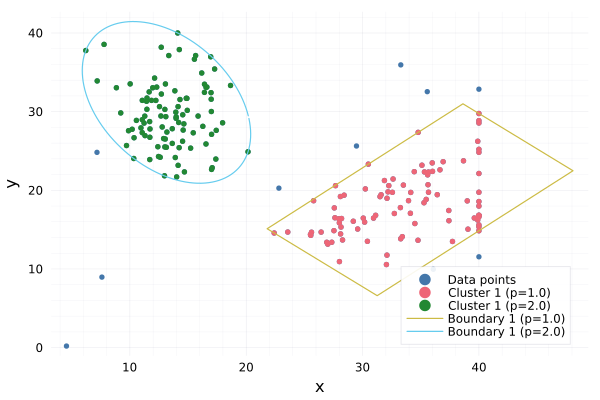 40
30
20
10
0
y
10
20
30
40
x
Data points
Cluster 1 (p=1.0)
Cluster 1 (p=2.0)
Boundary 1 (p=1.0)
Boundary 1 (p=2.0)